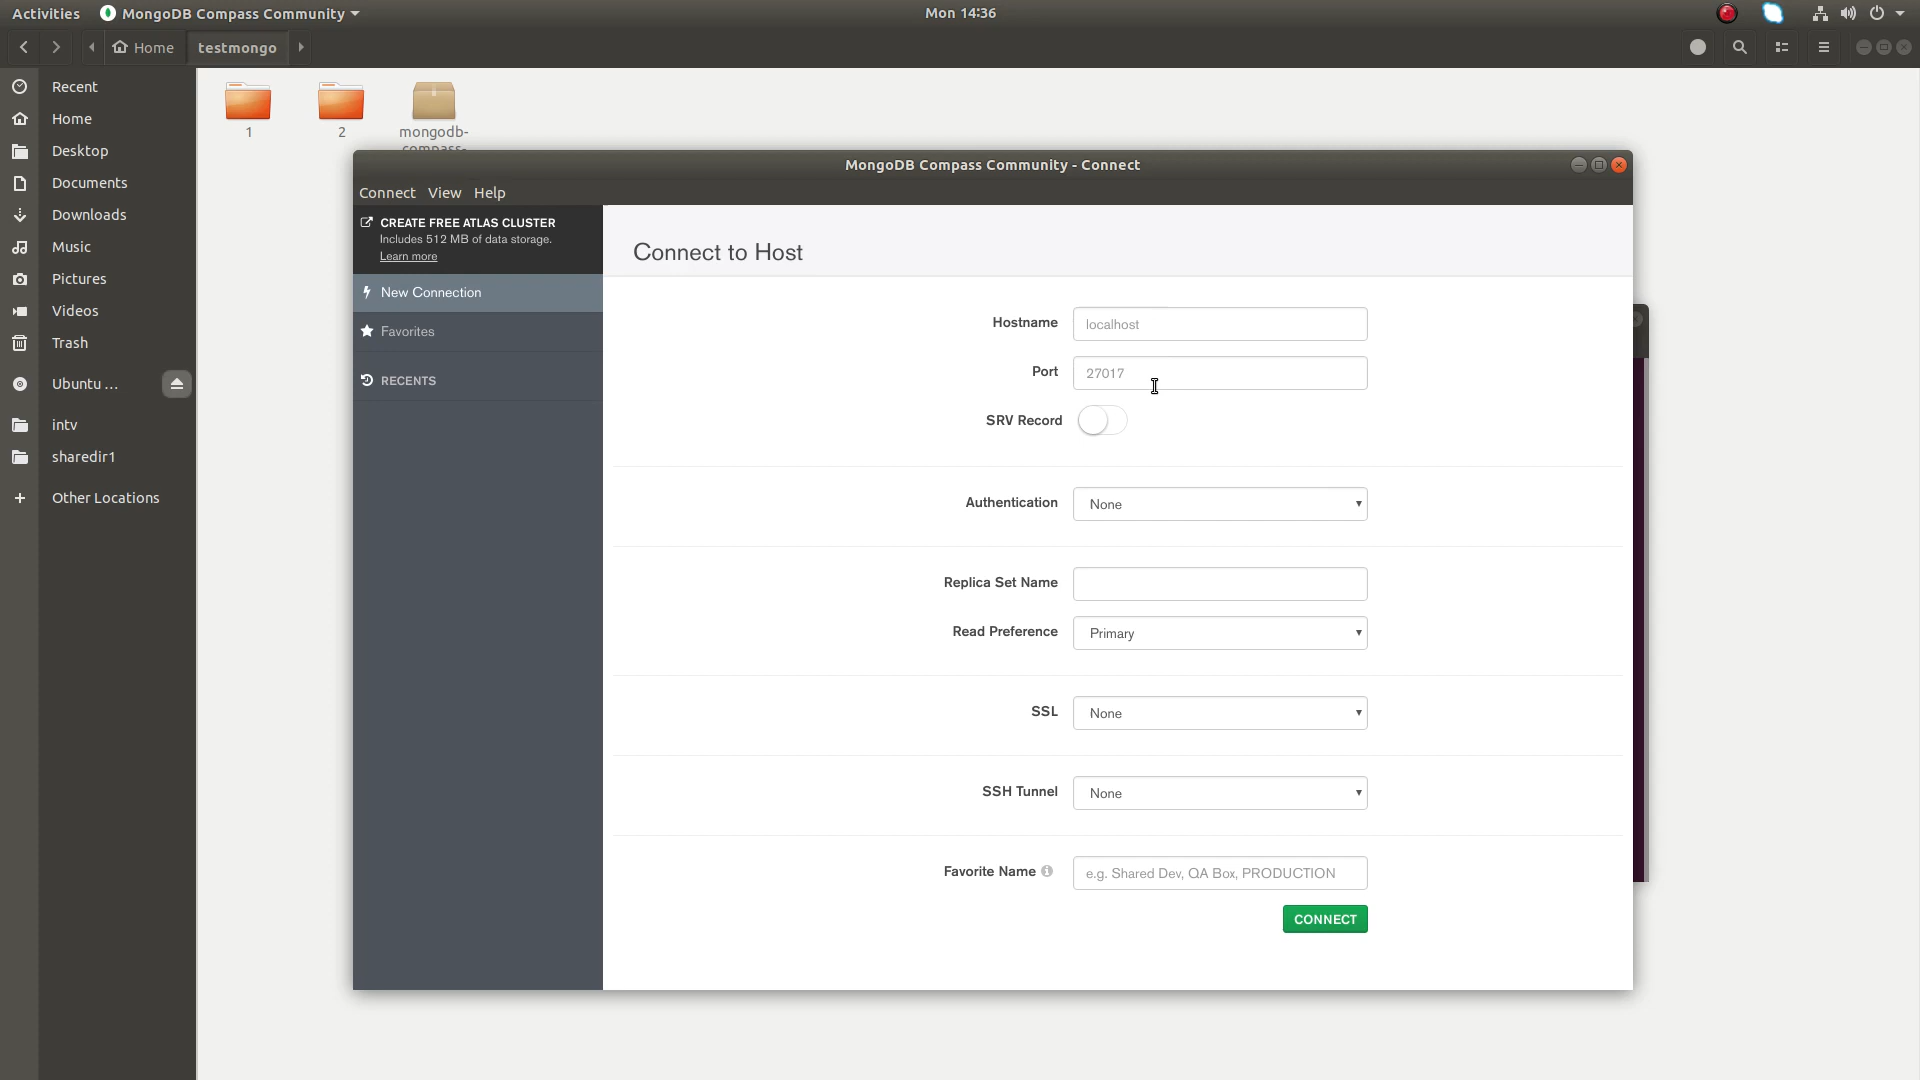 Activities
MongoDB Compass Community
Mon 14:36
Home
testmongo
Recent
Home
Desktop
Documents
Downloads
Music
Pictures
Videos
Trash
Ubuntu ...
intv
sharedir1
Other Locations
1
2
mongodb-
compass-
MongoDB Compass Community - Connect
Connect View Help
CREATE FREE ATLAS CLUSTER
Includes 512 MB of data storage.
Learn more
New Connection
Favorites
RECENTS
Connect to Host
Hostname localhost
Port 27017
SRV Record
Authentication None
Replica Set Name
Read Preference Primary
SSL None
SSH Tunnel None
Favorite Name e.g. Shared Dev, QA Box, PRODUCTION
CONNECT